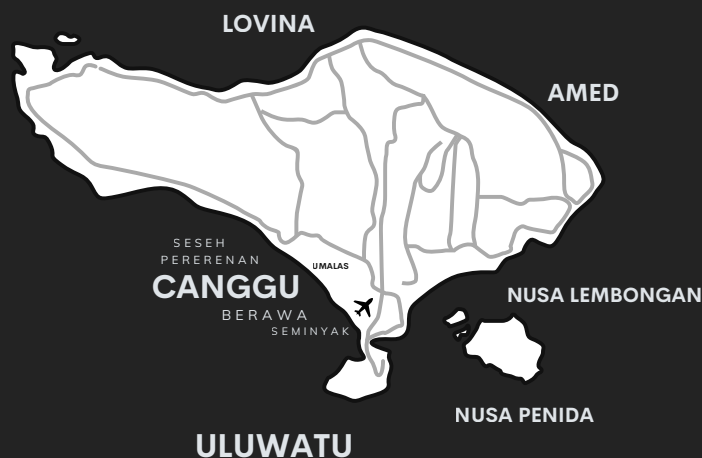 LOVINA
AMED
SESEH
PERERENAN
UMALAS
CANGGU
NUSA LEMBONGAN
BERAWA
SEMINYAK
NUSA PENIDA
ULUWATU